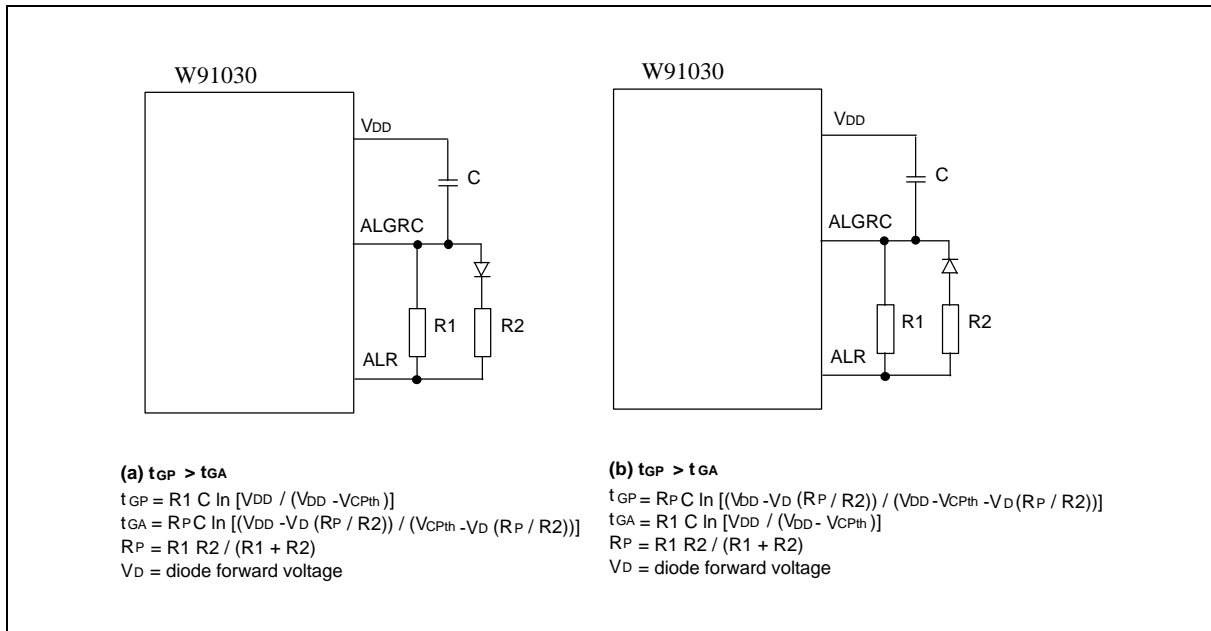 W91030
VDD
C
ALGRC
R1
R2
ALR
(a) tGP > tGA
tGP = R1 C ln [VDD / (VDD -VCPth)]
tGA = RPC ln [(VDD -VD (RP / R2)) / (VCPth -VD (RP / R2))]
RP = R1 R2 / (R1 + R2)
VD = diode forward voltage
W91030
VDD
C
ALGRC
R1
R2
ALR
(b) tGP > tGA
tGP = RPC ln [(VDD -VD (RP / R2)) / (VDD-VCPth -VD (RP / R2))]
tGA = R1 C ln [VDD / (VDD- VCPth)]
RP = R1 R2 / (R1 + R2)
VD = diode forward voltage